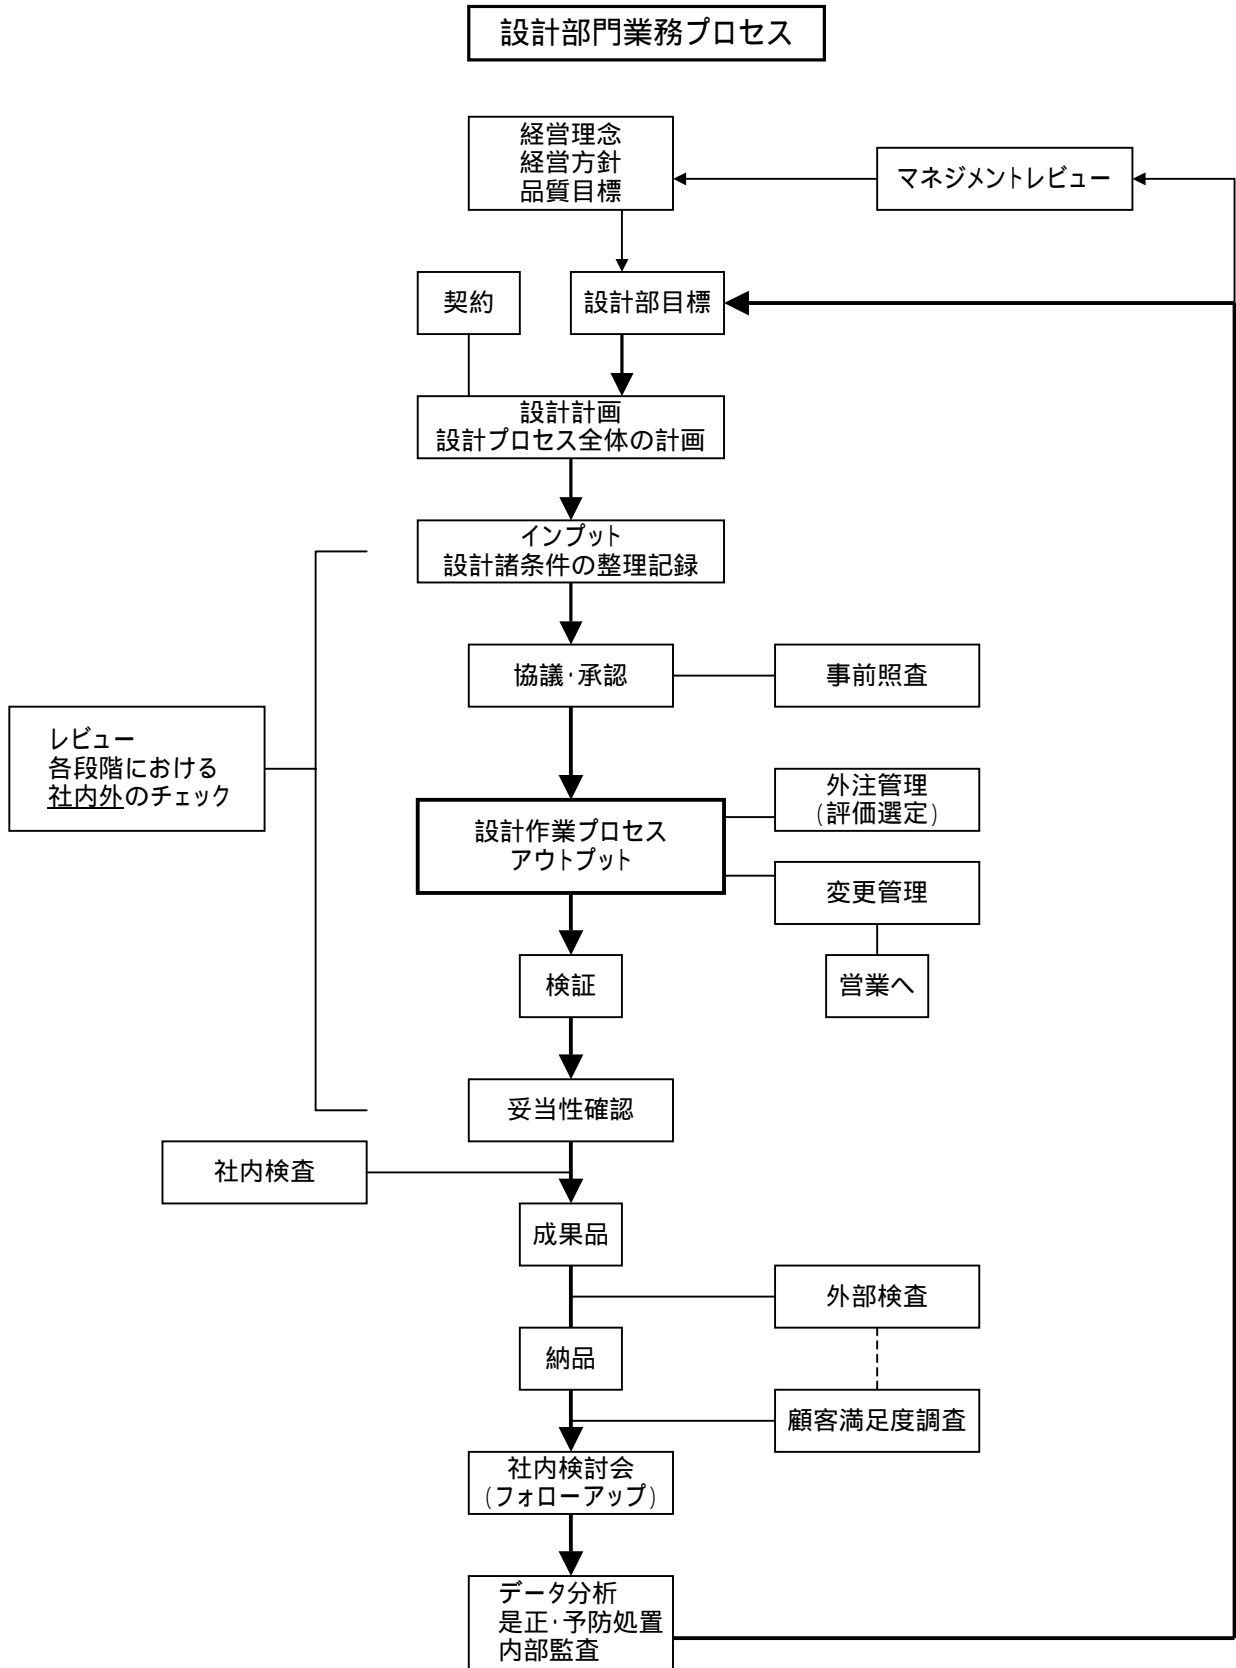 設計部門業務プロセス
経営理念
経営方針
品質目標
マネジメントレビュー
契約
設計部目標
設計計画
設計プロセス全体の計画
インプット
設計諸条件の整理記録
協議・承認
事前照査
レビュー
各段階における
社内外のチェック
設計作業プロセス
アウトプット
外注管理
(評価選定)
変更管理
検証
営業へ
妥当性確認
社内検査
成果品
外部検査
納品
顧客満足度調査
社内検討会
(フォローアップ)
データ分析
是正・予防処置
内部監査